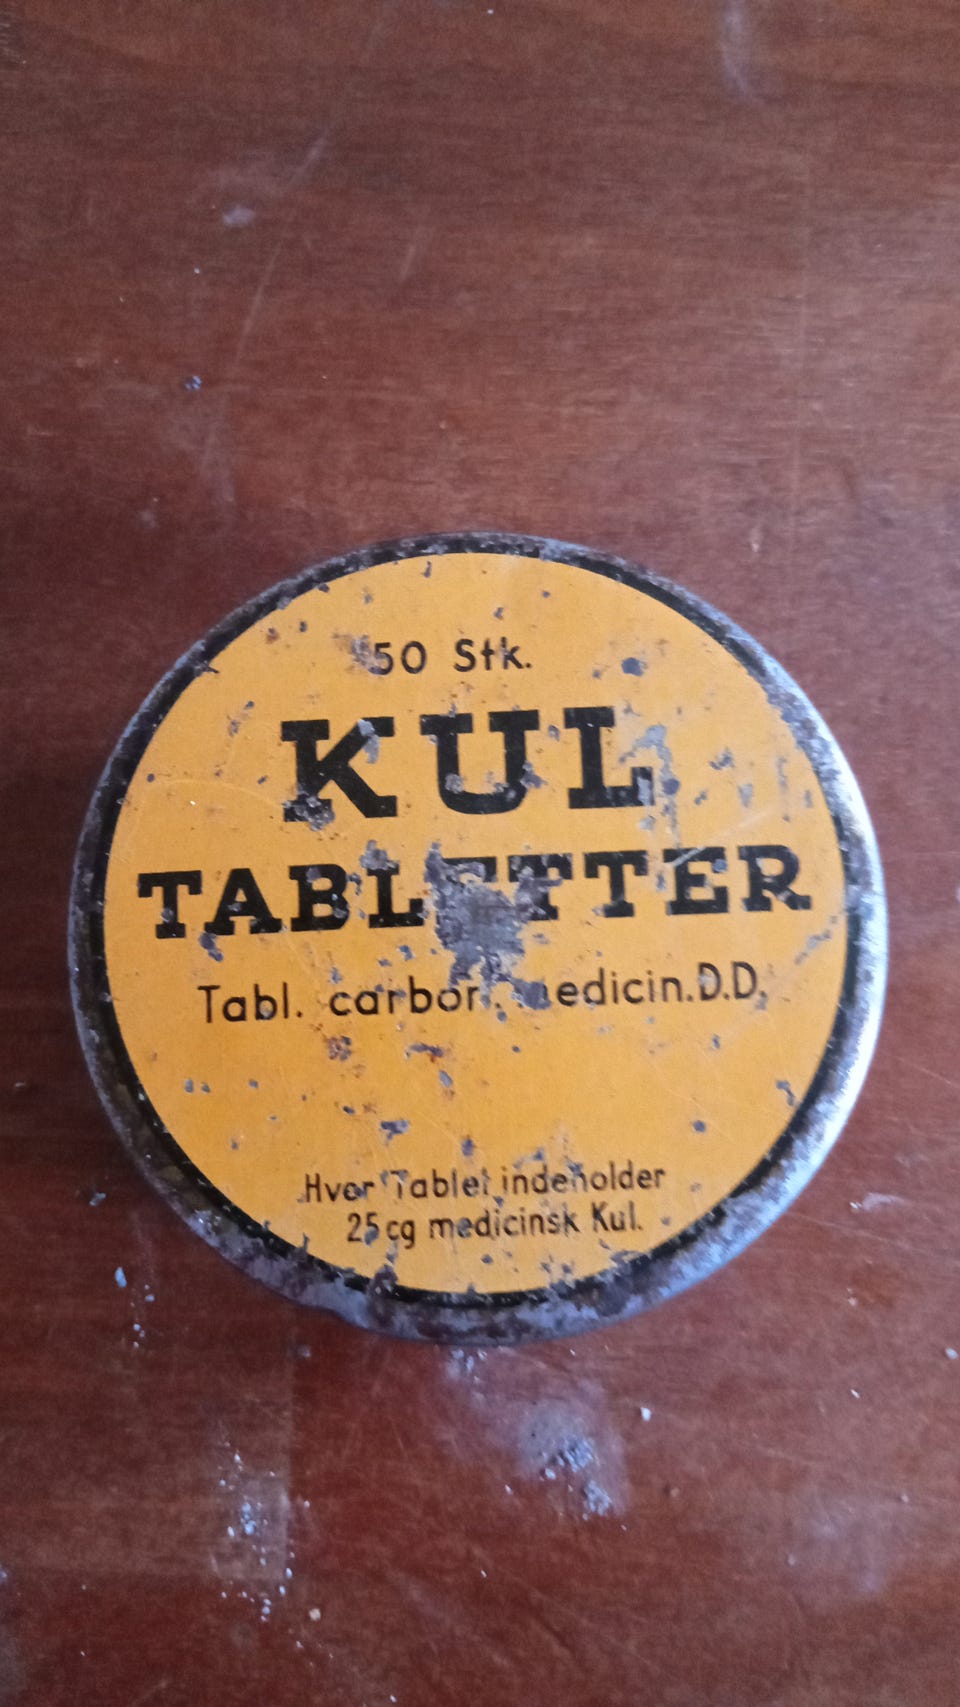 50 Stk.
KUL
TABLETTER
Tabl. carbon. medicin. D.D.
Hver Tablet indeholder
25 cg medicinsk Kul.